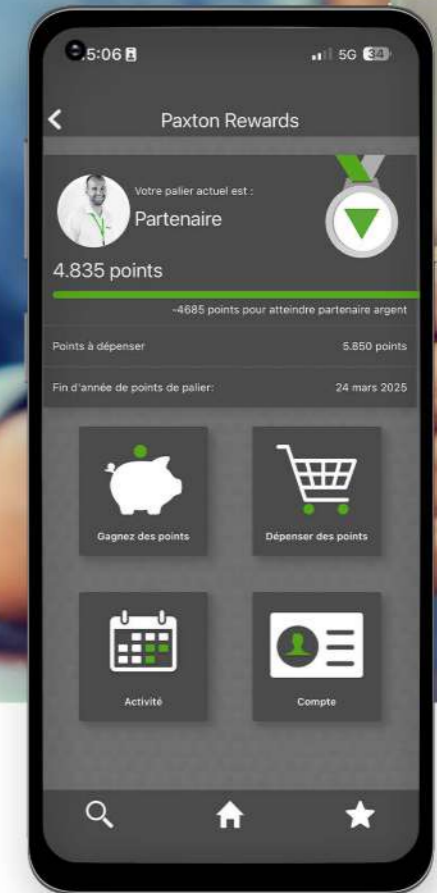 5:06
5G 34
Paxton Rewards
Votre palier actuel est :
Partenaire
4.835 points
-4685 points pour atteindre partenaire argent
Points à dépenser
5.850 points
Fin d'année de points de palier:
24 mars 2025
Gagnez des points
Dépenser des points
Activité
Compte